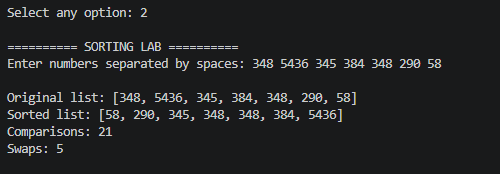 Select any option: 2
========== SORTING LAB ==========
Enter numbers separated by spaces: 348 5436 345 384 348 290 58
Original list: [348, 5436, 345, 384, 348, 290, 58]
Sorted list: [58, 290, 345, 348, 348, 384, 5436]
Comparisons: 21
Swaps: 5